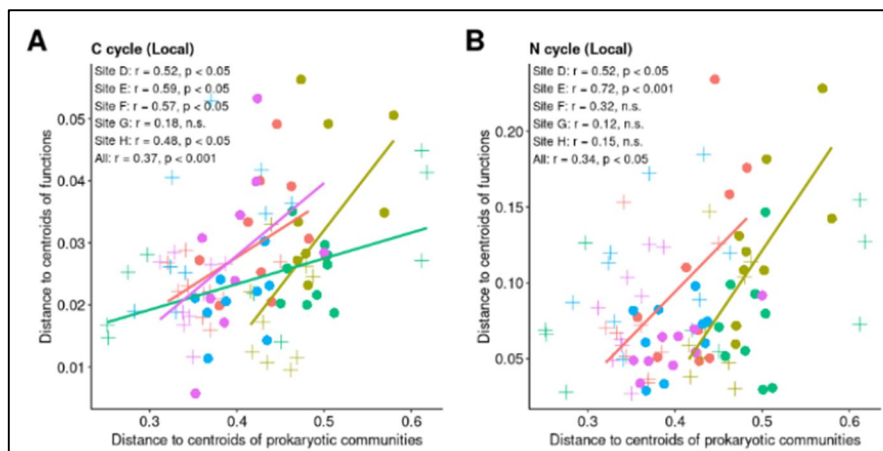 A
C cycle (Local)
Site D: r = 0.52, p < 0.05
Site E: r = 0.59, p < 0.05
Site F: r = 0.57, p < 0.05
Site G: r = 0.18, n.s.
Site H: r = 0.48, p < 0.05
All: r = 0.37, p < 0.001
Distance to centroids of functions
0.05
0.04
0.03
0.02
0.01
0.3 0.4 0.5 0.6
Distance to centroids of prokaryotic communities
B
N cycle (Local)
Site D: r = 0.52, p < 0.05
Site E: r = 0.72, p < 0.001
Site F: r = 0.32, n.s.
Site G: r = 0.12, n.s.
Site H: r = 0.15, n.s.
All: r = 0.34, p < 0.05
Distance to centroids of functions
0.20
0.15
0.10
0.05
0.3 0.4 0.5 0.6
Distance to centroids of prokaryotic communities